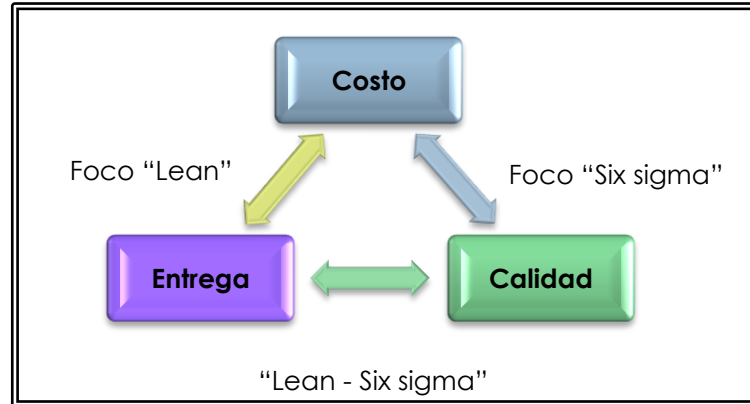 Costo
Foco “Lean”
Foco “Six sigma”
Entrega
Calidad
“Lean - Six sigma”